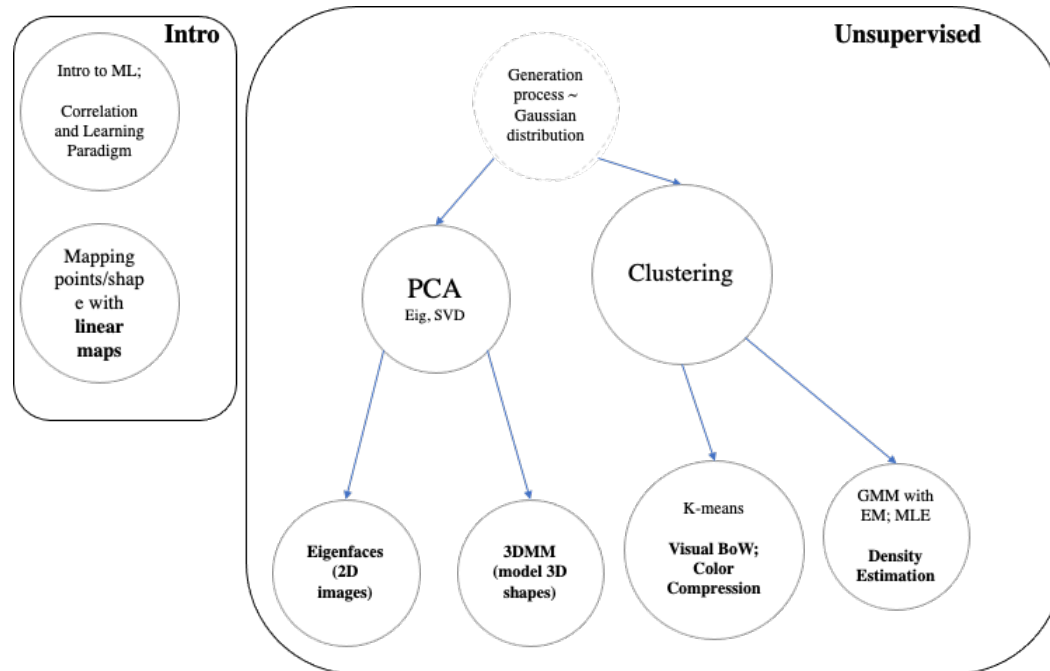 Intro
Intro to ML;
Correlation
and Learning
Paradigm
Mapping
points/shap
e with
linear
maps
Unsupervised
Generation
process ~
Gaussian
distribution
PCA
Eig, SVD
Clustering
Eigenfaces
(2D
images)
3DMM
(model 3D
shapes)
K-means
Visual BoW;
Color
Compression
GMM with
EM; MLE
Density
Estimation